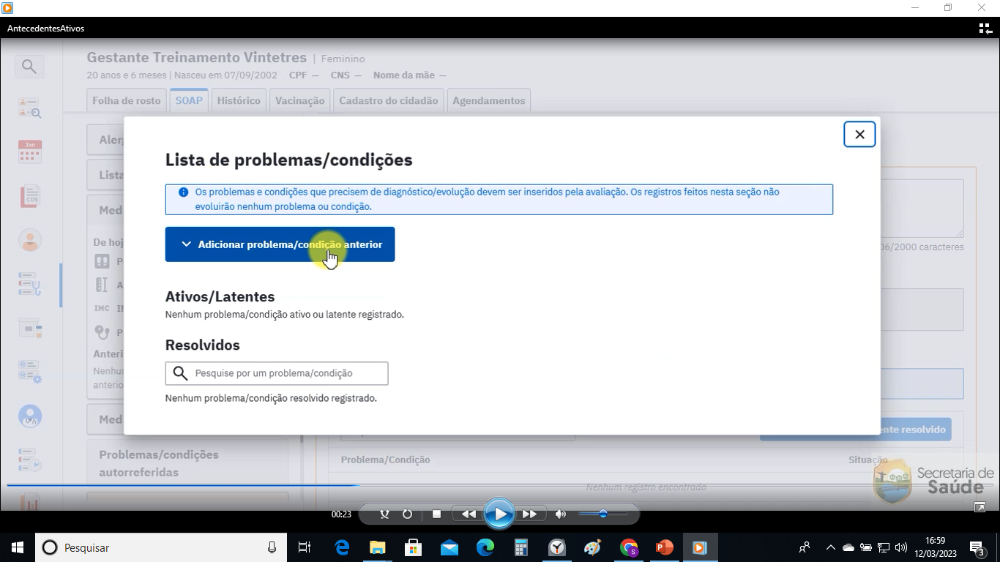 AntecedentesAtivos
Gestante Treinamento Vintetres | Feminino
20 anos e 6 meses | Nasceu em 07/09/2002 CPF — CNS — Nome da mãe —
Folha de rosto SOAP Histórico Vacinação Cadastro do cidadão Agendamentos
Jan
Lista de problemas/condições
Os problemas e condições que precisem de diagnóstico/evolução devem ser inseridos pela avaliação. Os registros feitos nesta seção não
evoluirão nenhum problema ou condição.
De hoj
06/2000 caracteres
Adicionar problema/condição anterior
Ativos/Latentes
IMC
Nenhum problema/condição ativo ou latente registrado.
Resolvidos
Anteri
Nenhu
Pesquise por um problema/condição
anterio
Nenhum problema/condição resolvido registrado.
Med
ente resolvido
Problemas/condições
autorreferidas
Problema/Condição Situação
Nenhum registro encontrado
Secretaria de
Saúde
00:23
Pesquisar
16:59
12/03/2023
3